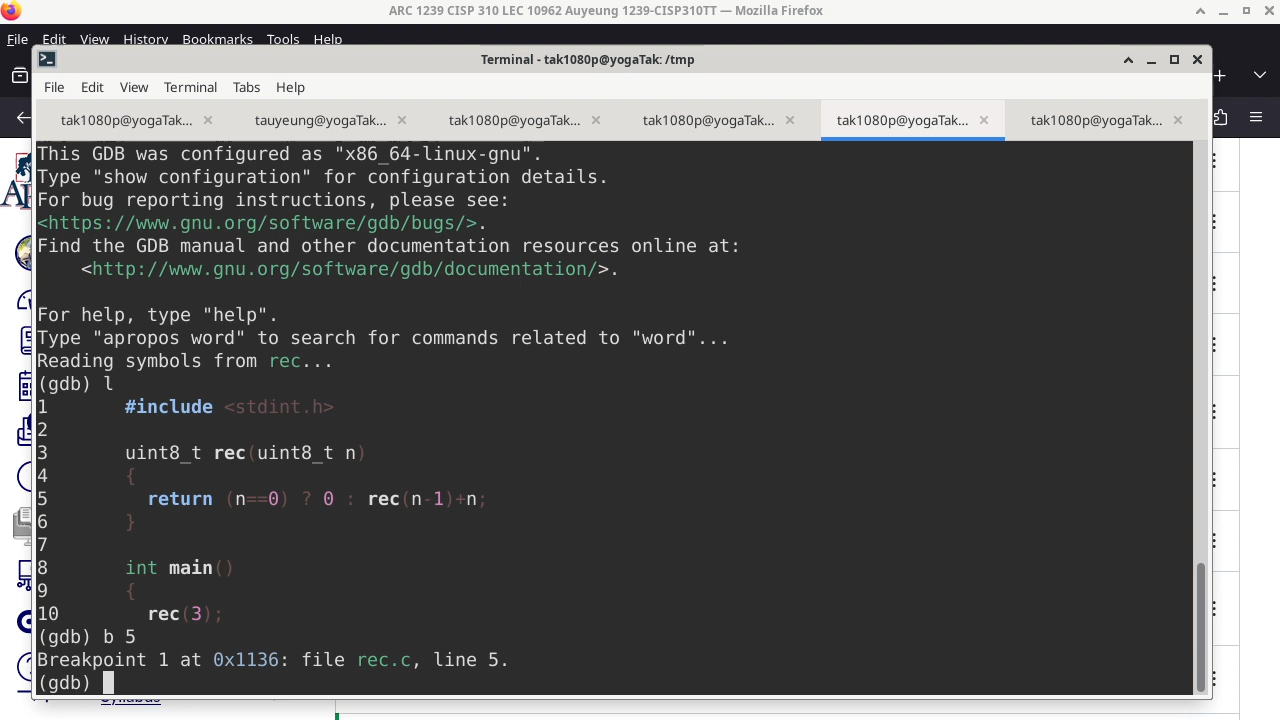 ARC 1239 CISP 310 LEC 10962 Auyeung 1239-CISP310TT — Mozilla Firefox
File Edit View History Bookmarks Tools Help
Terminal - tak1080p@yogaTak: /tmp
File Edit View Terminal Tabs Help
tak1080p@yogaTak... tauyeung@yogaTak... tak1080p@yogaTak... tak1080p@yogaTak... tak1080p@yogaTak... tak1080p@yogaTak...
This GDB was configured as "x86_64-linux-gnu".
Type "show configuration" for configuration details.
For bug reporting instructions, please see:
<https://www.gnu.org/software/gdb/bugs/>.
Find the GDB manual and other documentation resources online at:
    <http://www.gnu.org/software/gdb/documentation/>.
For help, type "help".
Type "apropos word" to search for commands related to "word"...
Reading symbols from rec...
(gdb) l
1       #include <stdint.h>
2
3       uint8_t rec(uint8_t n)
4       {
5         return (n==0) ? 0 : rec(n-1)+n;
6       }
7
8       int main()
9       {
10        rec(3);
(gdb) b 5
Breakpoint 1 at 0x1136: file rec.c, line 5.
(gdb)
Syllabus